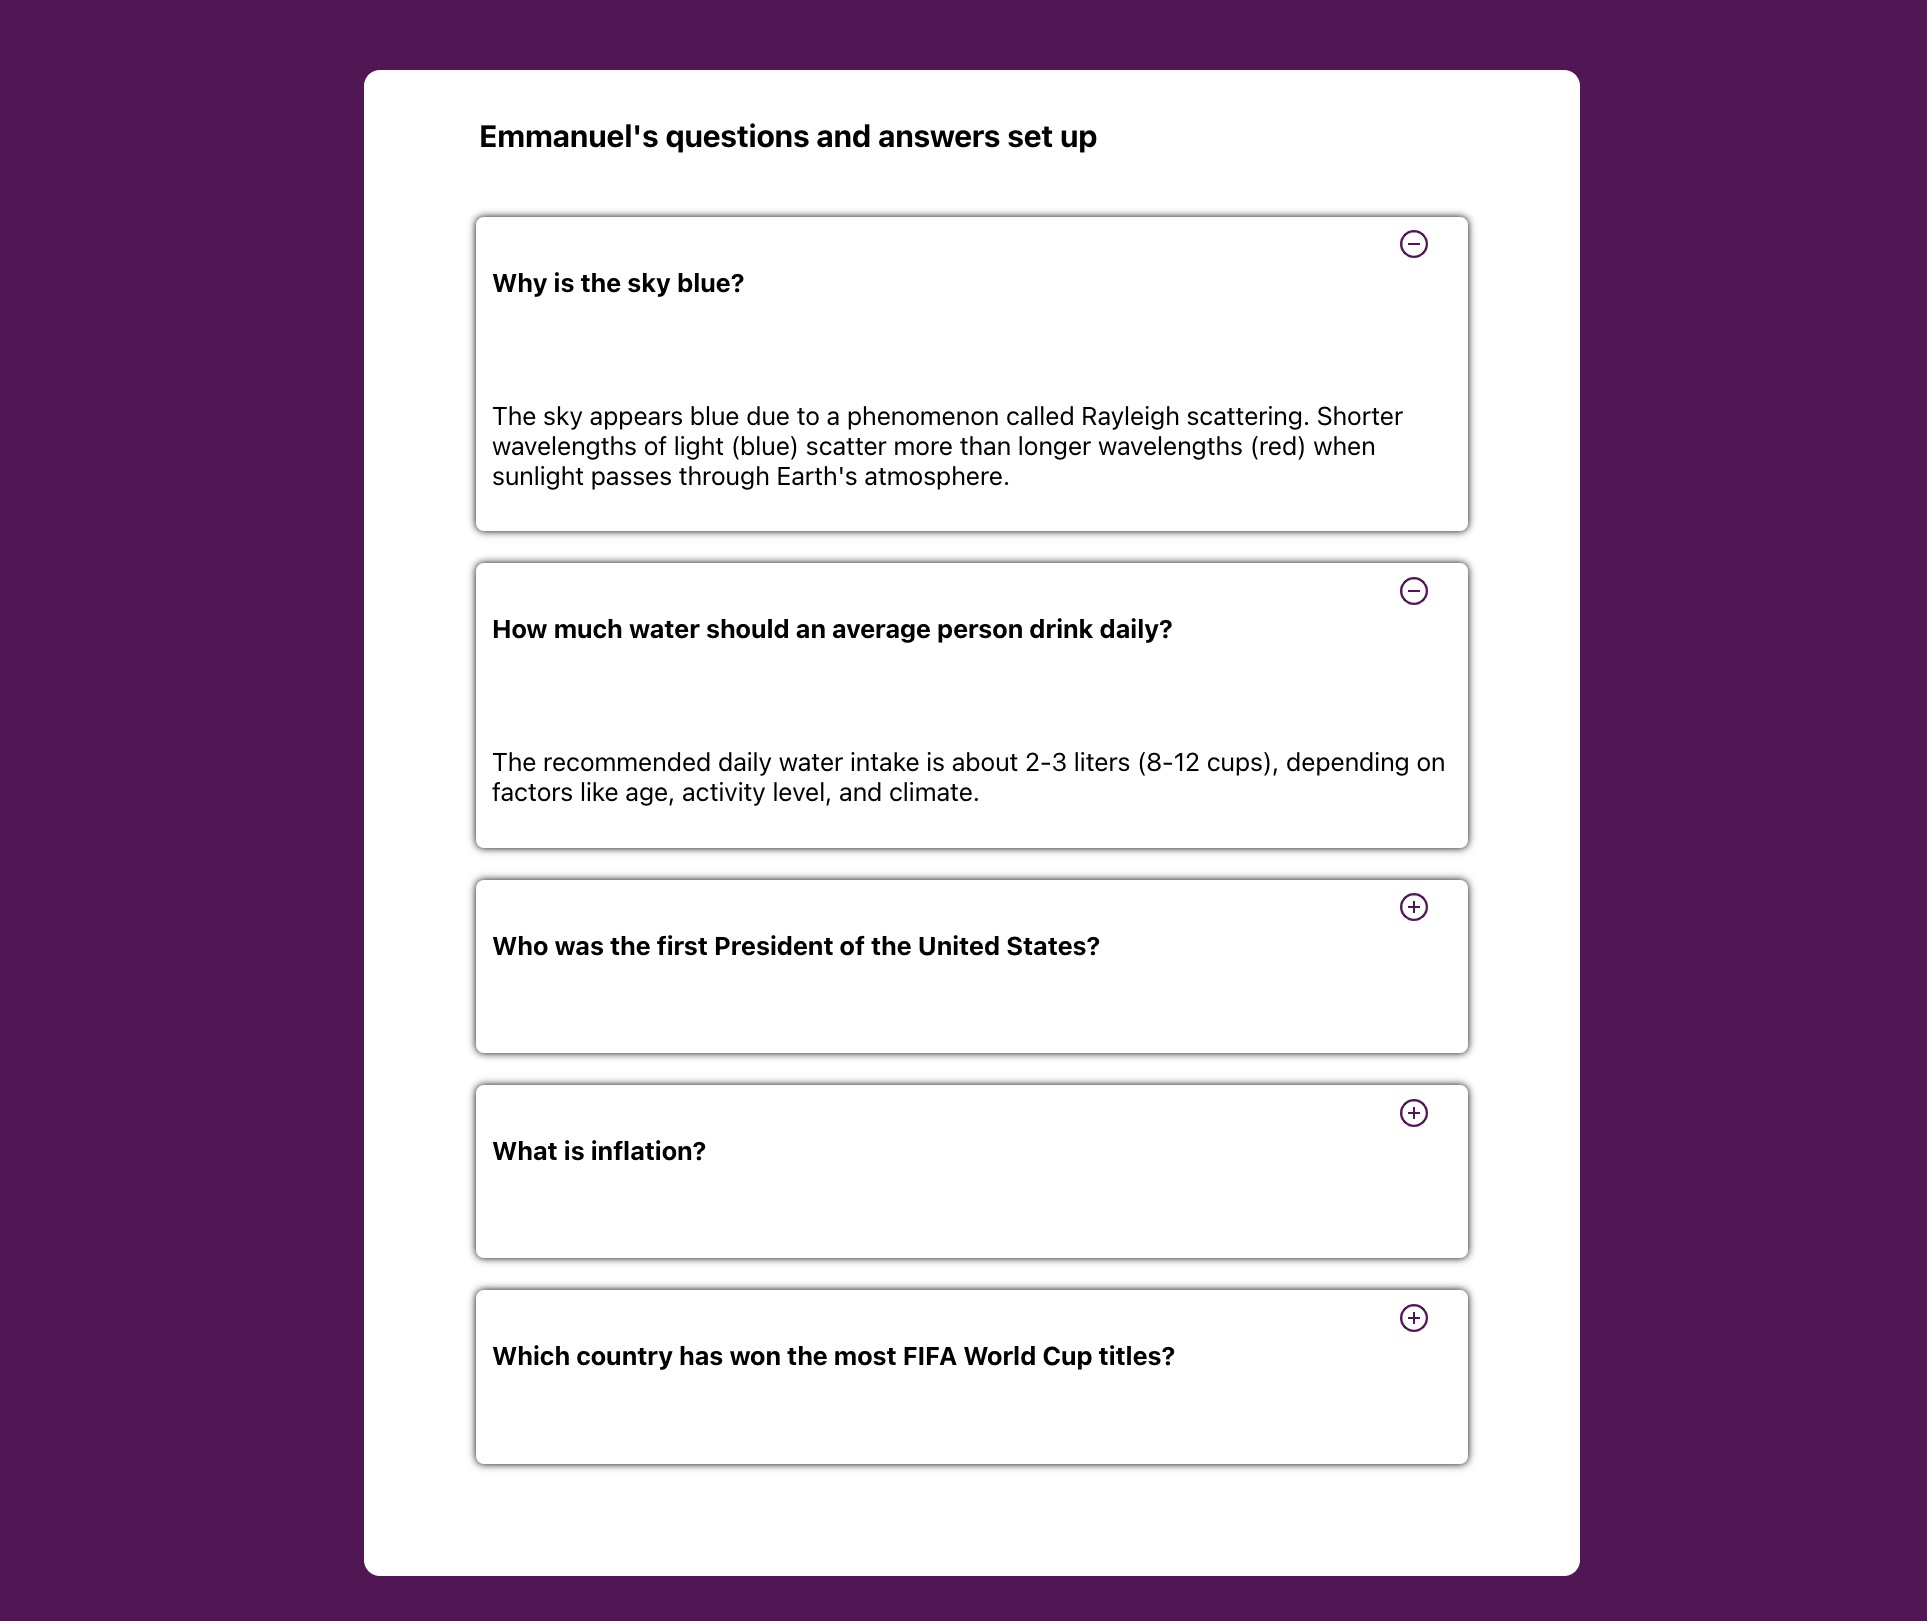 Emmanuel's questions and answers set up
Why is the sky blue?
The sky appears blue due to a phenomenon called Rayleigh scattering. Shorter
wavelengths of light (blue) scatter more than longer wavelengths (red) when
sunlight passes through Earth's atmosphere.
How much water should an average person drink daily?
The recommended daily water intake is about 2-3 liters (8-12 cups), depending on
factors like age, activity level, and climate.
Who was the first President of the United States?
What is inflation?
Which country has won the most FIFA World Cup titles?